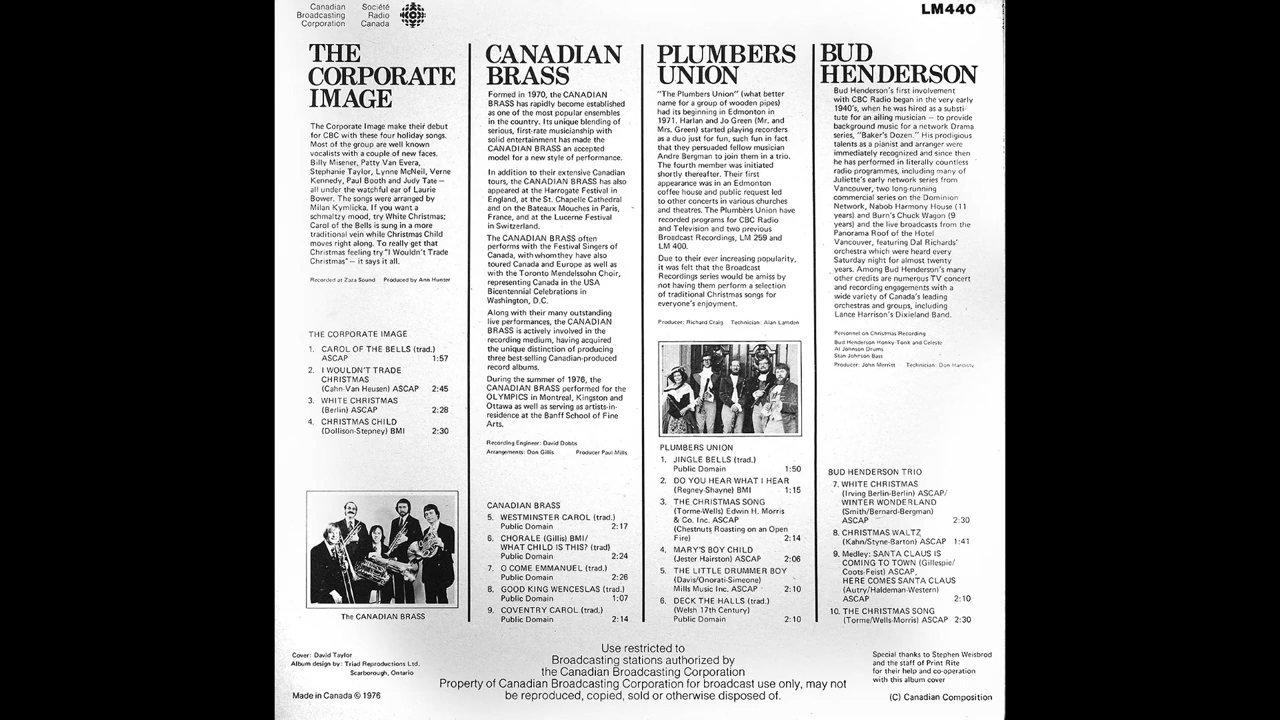 Canadian
Broadcasting
Corporation
Société
Radio
Canada
LM440
THE
CORPORATE
IMAGE
The Corporate Image make their debut
for CBC with these four holiday songs.
Most of the group are well known
vocalists with a couple of new faces.
Billy Misener, Patty Van Evera,
Stephanie Taylor, Lynne McNeil, Verne
Kennedy, Paul Booth and Judy Tate —
all under the watchful ear of Laurie
Bower. The songs were arranged by
Milan Kymlicka. If you want a
schmaltzy mood, try White Christmas;
Carol of the Bells is sung in a more
traditional vein while Christmas Child
moves right along. To really get that
Christmas feeling try "I Wouldn't Trade
Christmas" — it says it all.
Recorded at Zaza Sound Produced by Ann Hunter
THE CORPORATE IMAGE
1. CAROL OF THE BELLS (trad.)
ASCAP 1:57
2. I WOULDN'T TRADE
CHRISTMAS
(Cahn-Van Heusen) ASCAP 2:45
3. WHITE CHRISTMAS
(Berlin) ASCAP 2:28
4. CHRISTMAS CHILD
(Dollison-Stepney) BMI 2:30
The CANADIAN BRASS
CANADIAN
BRASS
Formed in 1970, the CANADIAN
BRASS has rapidly become established
as one of the most popular ensembles
in the country. Its unique blending of
serious, first-rate musicianship with
solid entertainment has made the
CANADIAN BRASS an accepted
model for a new style of performance.
In addition to their extensive Canadian
tours, the CANADIAN BRASS has also
appeared at the Harrogate Festival in
England, at the St. Chapelle Cathedral
and on the Bateaux Mouches in Paris,
France, and at the Lucerne Festival
in Switzerland.
The CANADIAN BRASS often
performs with the Festival Singers of
Canada, with whom they have also
toured Canada and Europe as well as
with the Toronto Mendelssohn Choir,
representing Canada in the USA
Bicentennial Celebrations in
Washington, D.C.
Along with their many outstanding
live performances, the CANADIAN
BRASS is actively involved in the
recording medium, having acquired
the unique distinction of producing
three best-selling Canadian-produced
record albums.
During the summer of 1976, the
CANADIAN BRASS performed for the
OLYMPICS in Montreal, Kingston and
Ottawa as well as serving as artists-in-
residence at the Banff School of Fine
Arts.
Recording Engineer: David Dobbs
Arrangements: Don Gillis Producer Paul Mills
CANADIAN BRASS
5. WESTMINSTER CAROL (trad.)
Public Domain 2:17
6. CHORALE (Gillis) BMI/
WHAT CHILD IS THIS? (trad)
Public Domain 2:24
7. O COME EMMANUEL (trad.)
Public Domain 2:26
8. GOOD KING WENCESLAS (trad.)
Public Domain 1:07
9. COVENTRY CAROL (trad.)
Public Domain 2:14
PLUMBERS
UNION
"The Plumbers Union" (what better
name for a group of wooden pipes)
had its beginning in Edmonton in
1971. Harlan and Jo Green (Mr. and
Mrs. Green) started playing recorders
as a duo just for fun, such fun in fact
that they persuaded fellow musician
Andre Bergman to join them in a trio.
The fourth member was initiated
shortly thereafter. Their first
appearance was in an Edmonton
coffee house and public request led
to other concerts in various churches
and theatres. The Plumbers Union have
recorded programs for CBC Radio
and Television and two previous
Broadcast Recordings, LM 259 and
LM 400.
Due to their ever increasing popularity,
it was felt that the Broadcast
Recordings series would be amiss by
not having them perform a selection
of traditional Christmas songs for
everyone's enjoyment.
Producer: Richard Craig Technician: Alan Lamden
PLUMBERS UNION
1. JINGLE BELLS (trad.)
Public Domain 1:50
2. DO YOU HEAR WHAT I HEAR
(Regney-Shayne) BMI 1:15
3. THE CHRISTMAS SONG
(Torme-Wells) Edwin H. Morris
& Co. Inc. ASCAP
(Chestnuts Roasting on an Open
Fire) 2:14
4. MARY'S BOY CHILD
(Jester Hairston) ASCAP 2:06
5. THE LITTLE DRUMMER BOY
(Davis/Onorati-Simeone)
Mills Music Inc. ASCAP 2:10
6. DECK THE HALLS (trad.)
(Welsh 17th Century)
Public Domain 2:10
BUD
HENDERSON
Bud Henderson's first involvement
with CBC Radio began in the very early
1940's, when he was hired as a substi-
tute for an ailing musician — to provide
background music for a network Drama
series, "Baker's Dozen." His prodigious
talents as a pianist and arranger were
immediately recognized and since then
he has performed in literally countless
radio programmes, including many of
Juliette's early network series from
Vancouver, two long-running
commercial series on the Dominion
Network, Nabob Harmony House (11
years) and Burn's Chuck Wagon (9
years) and the live broadcasts from the
Panorama Roof of the Hotel
Vancouver, featuring Dal Richards'
orchestra which were heard every
Saturday night for almost twenty
years. Among Bud Henderson's many
other credits are numerous TV concert
and recording engagements with a
wide variety of Canada's leading
orchestras and groups, including
Lance Harrison's Dixieland Band.
Personnel on Christmas Recording
Bud Henderson Honky-Tonk and Celeste
Al Johnson Drums
Stan Johnson Bass
Producer: John Merritt Technician: Don Hardisty
BUD HENDERSON TRIO
7. WHITE CHRISTMAS
(Irving Berlin-Berlin) ASCAP/
WINTER WONDERLAND
(Smith/Bernard-Bergman)
ASCAP 2:30
8. CHRISTMAS WALTZ
(Kahn/Styne-Barton) ASCAP 1:41
9. Medley: SANTA CLAUS IS
COMING TO TOWN (Gillespie/
Coots-Feist) ASCAP,
HERE COMES SANTA CLAUS
(Autry/Haldeman-Western)
ASCAP 2:10
10. THE CHRISTMAS SONG
(Torme/Wells-Morris) ASCAP 2:30
Cover: David Taylor
Album design by: Triad Reproductions Ltd.
Scarborough, Ontario
Made in Canada © 1976
Use restricted to
Broadcasting stations authorized by
the Canadian Broadcasting Corporation
Property of Canadian Broadcasting Corporation for broadcast use only, may not
be reproduced, copied, sold or otherwise disposed of.
Special thanks to Stephen Weisbrod
and the staff of Print Rite
for their help and co-operation
with this album cover
(C) Canadian Composition